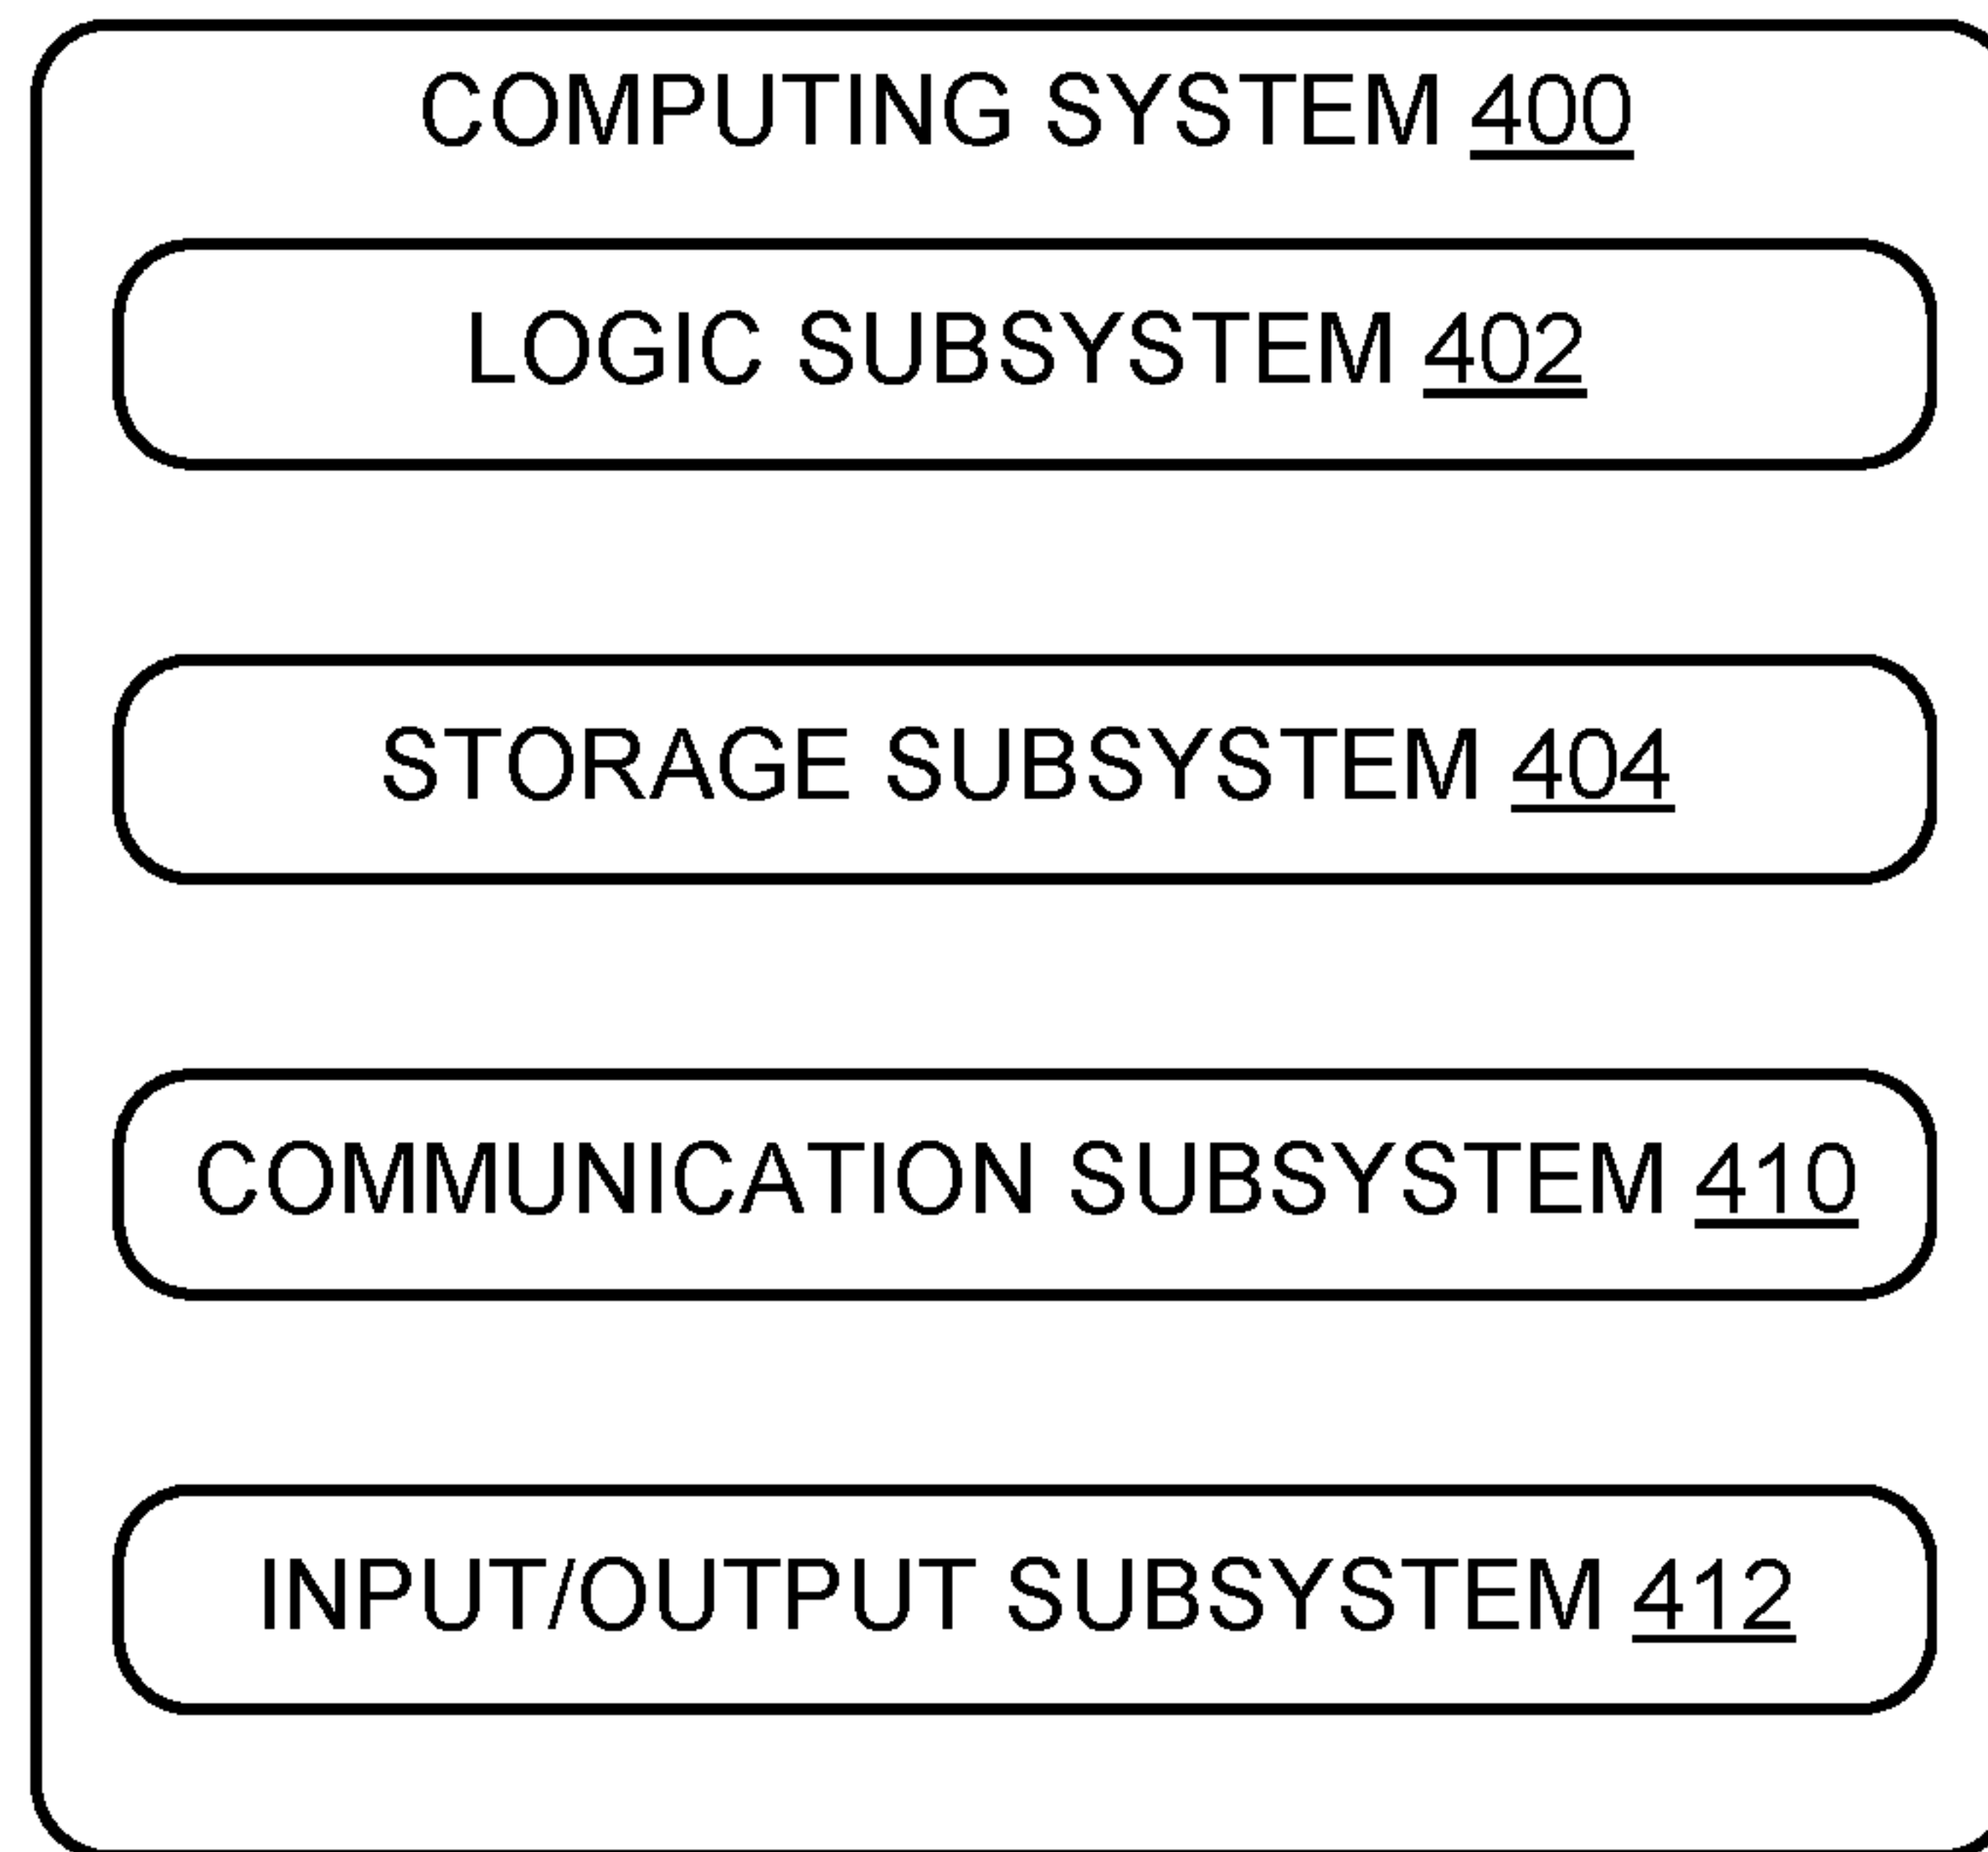 COMPUTING SYSTEM 400
LOGIC SUBSYSTEM 402
STORAGE SUBSYSTEM 404
COMMUNICATION SUBSYSTEM 410
INPUT/OUTPUT SUBSYSTEM 412